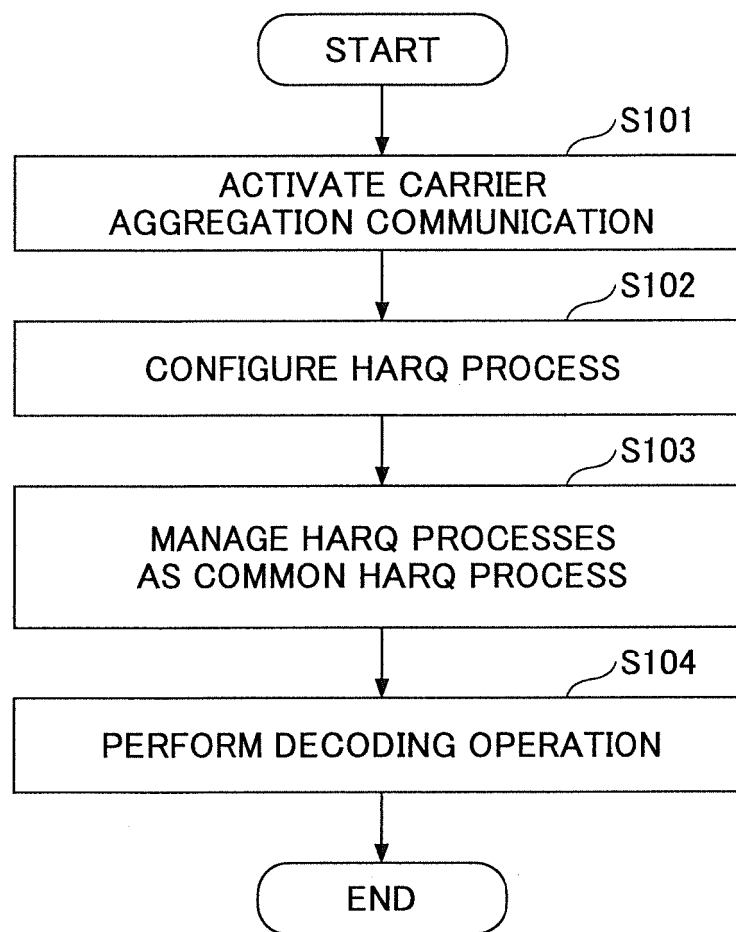 START
S101
ACTIVATE CARRIER
AGGREGATION COMMUNICATION
S102
CONFIGURE HARQ PROCESS
S103
MANAGE HARQ PROCESSES
AS COMMON HARQ PROCESS
S104
PERFORM DECODING OPERATION
END